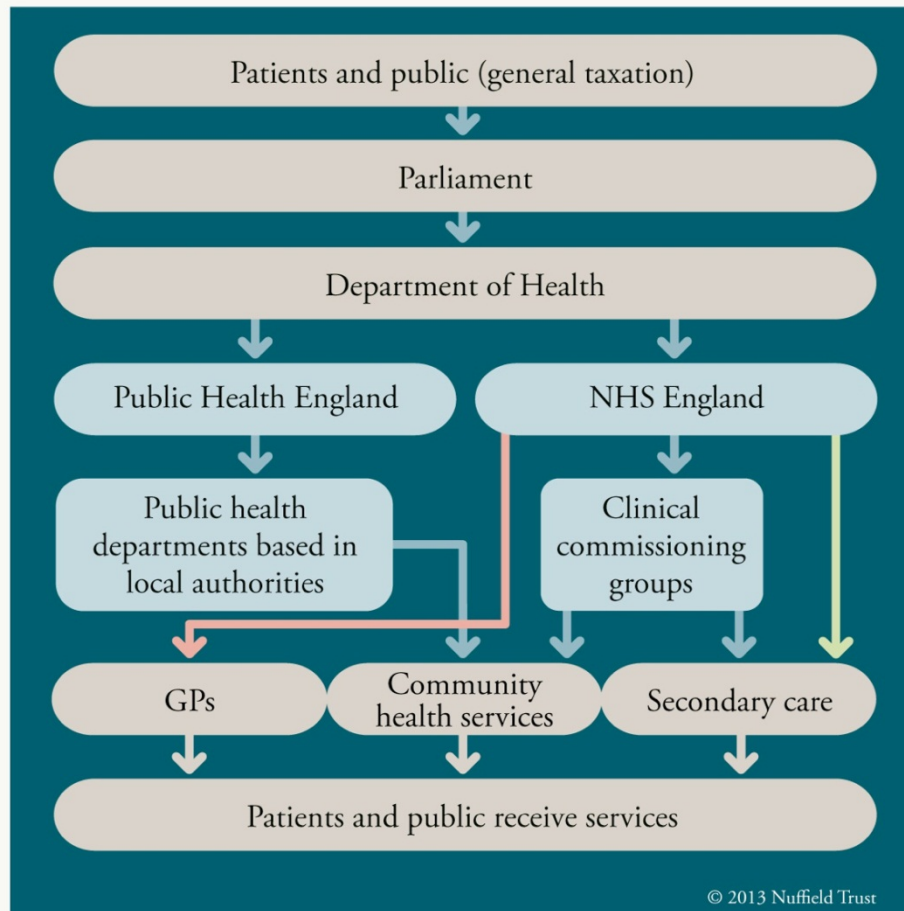 Patients and public (general taxation)
Parliament
Department of Health
Public Health England
NHS England
Public health
departments based in
local authorities
Clinical
commissioning
groups
GPs
Community
health services
Secondary care
Patients and public receive services
© 2013 Nuffield Trust